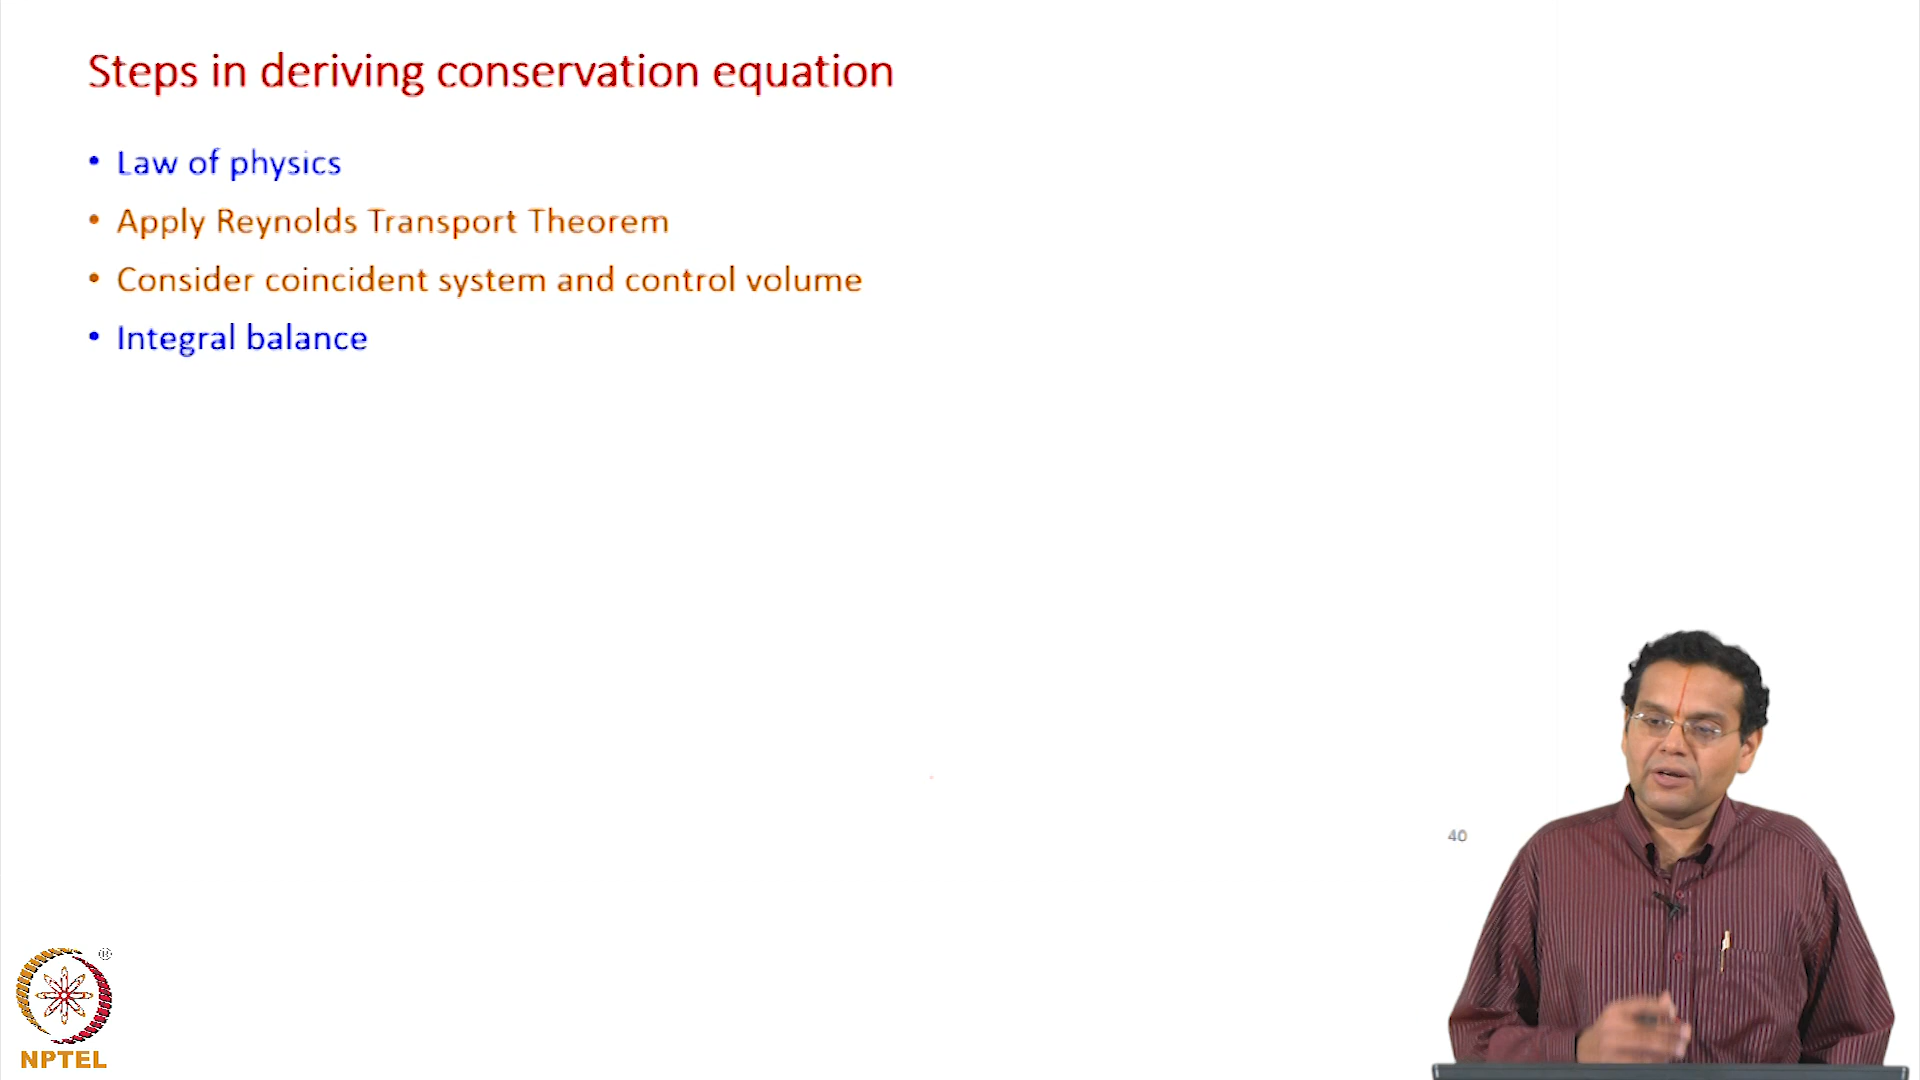 Steps in deriving conservation equation
• Law of physics
• Apply Reynolds Transport Theorem
• Consider coincident system and control volume
• Integral balance
40
®
NPTEL